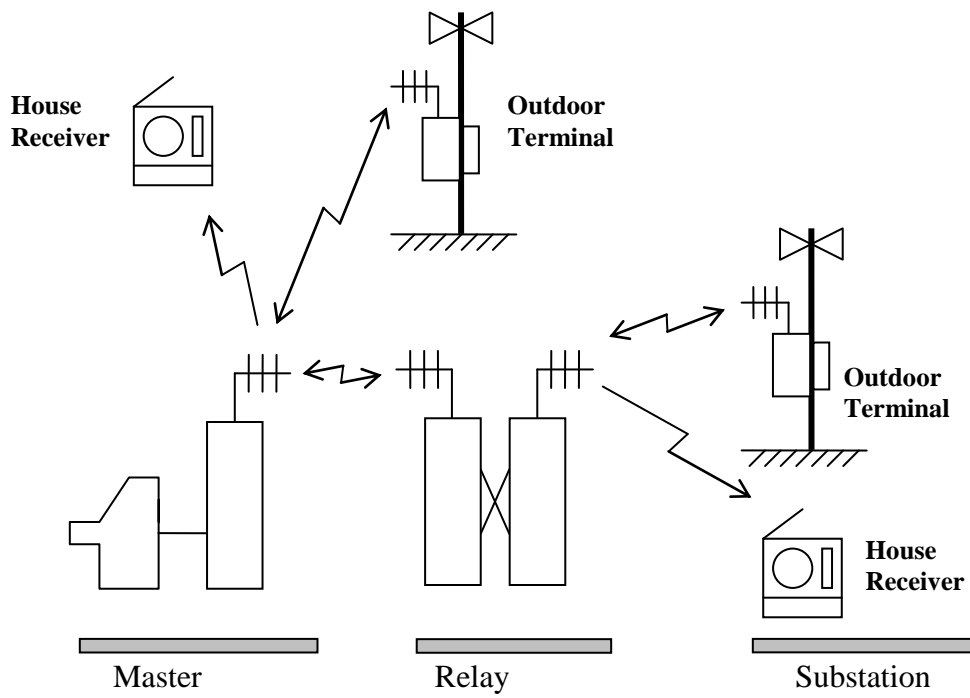 House
Receiver
Outdoor
Terminal
Outdoor
Terminal
House
Receiver
Master
Relay
Substation